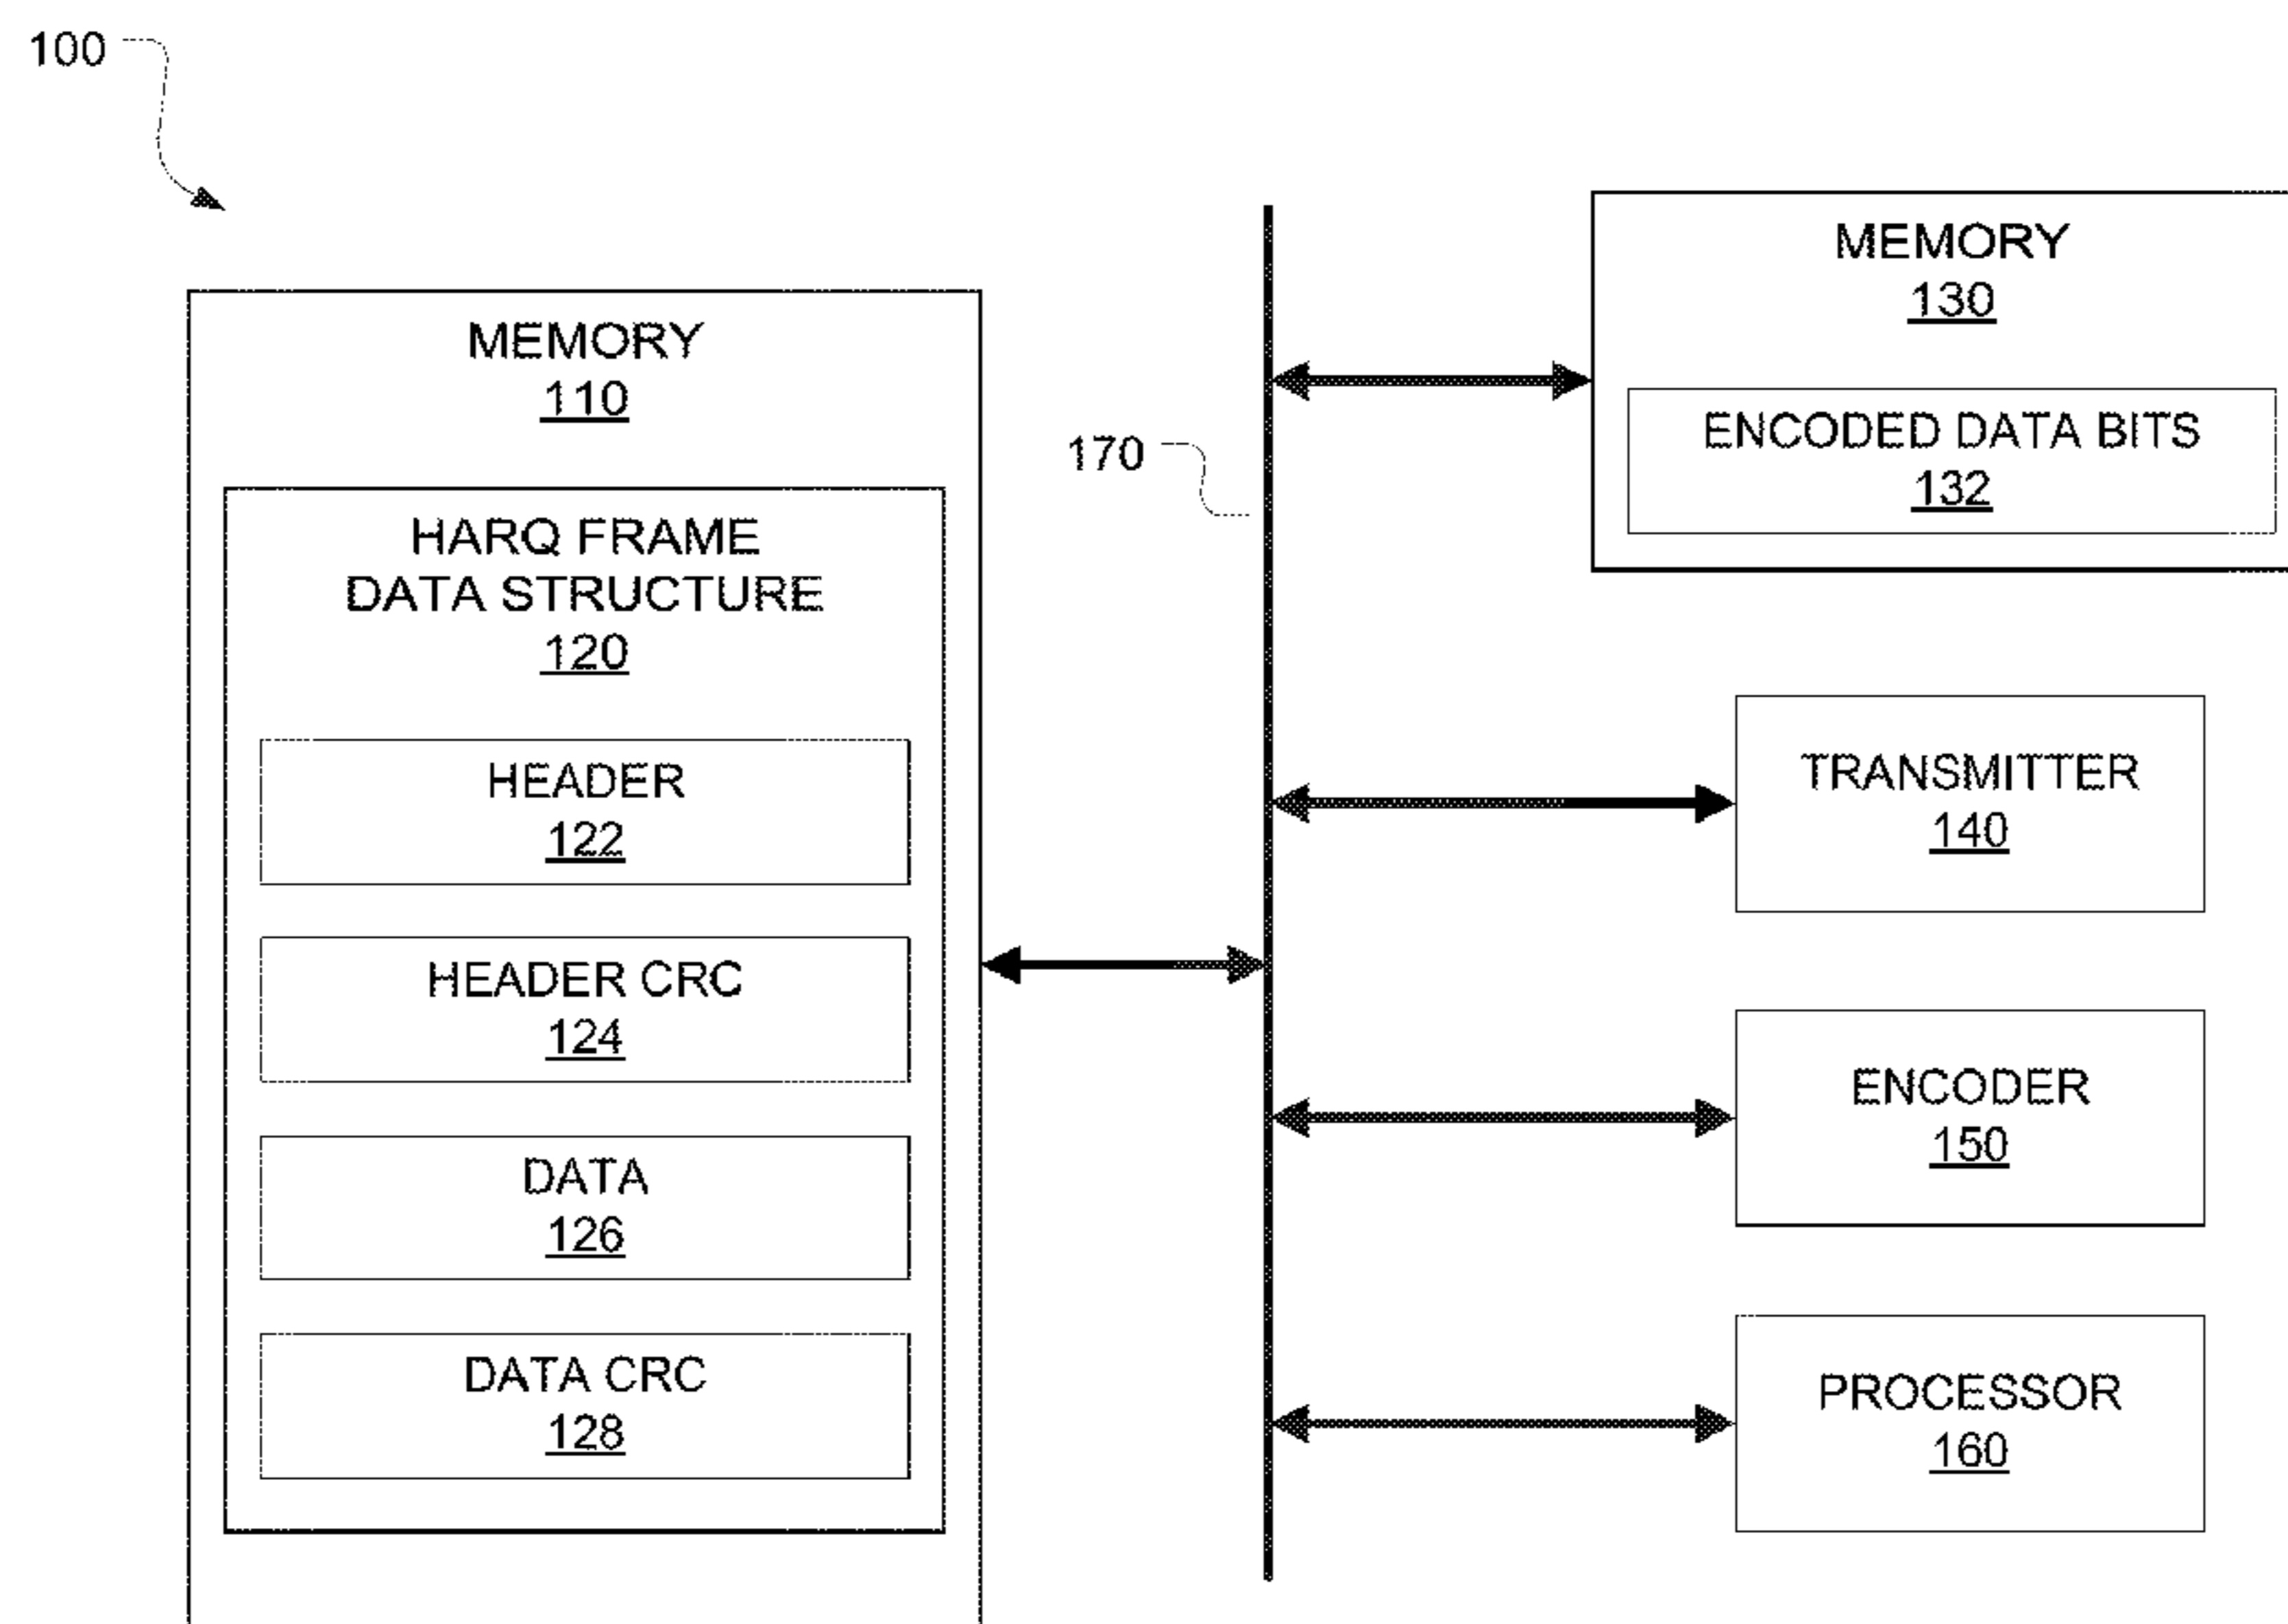 100
MEMORY
110
HARQ FRAME
DATA STRUCTURE
120
HEADER
122
HEADER CRC
124
DATA
126
DATA CRC
128
170
MEMORY
130
ENCODED DATA BITS
132
TRANSMITTER
140
ENCODER
150
PROCESSOR
160